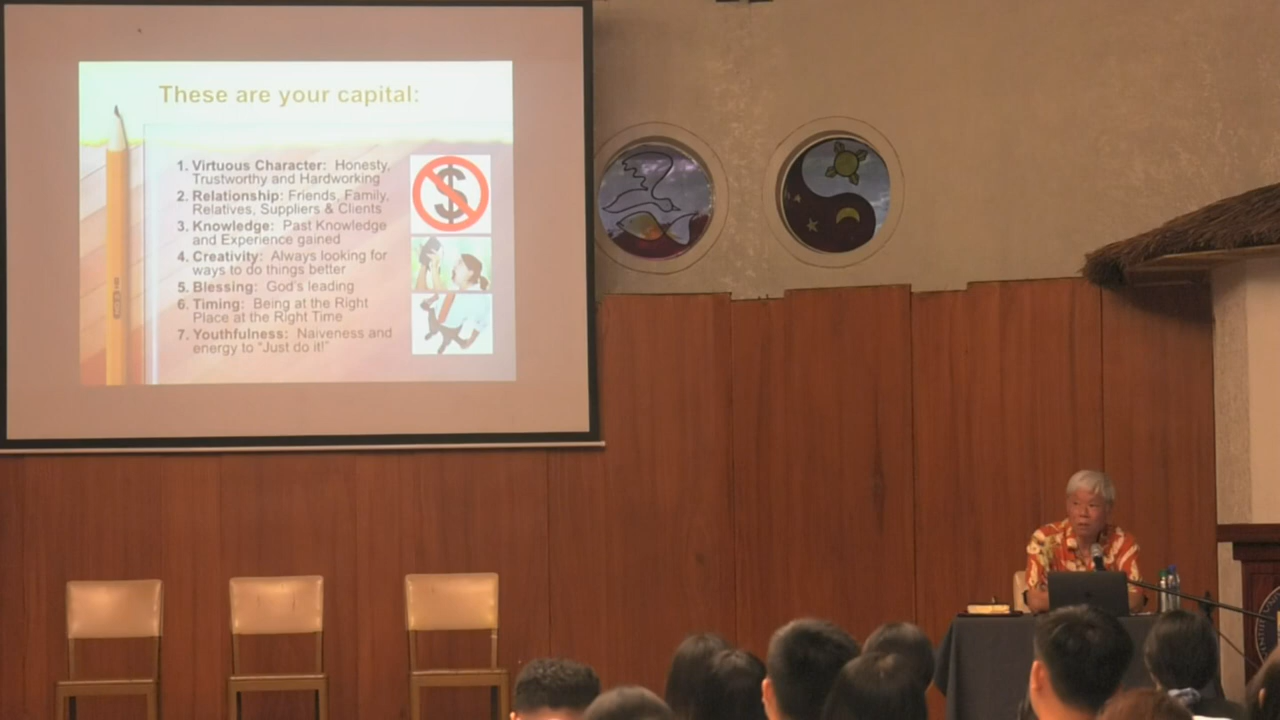 These are your capital:
1. Virtuous Character: Honesty,
Trustworthy and Hardworking
2. Relationship: Friends, Family,
Relatives, Suppliers & Clients
3. Knowledge: Past Knowledge
and Experience gained
4. Creativity: Always looking for
ways to do things better
5. Blessing: God's leading
6. Timing: Being at the Right
Place at the Right Time
7. Youthfulness: Naiveness and
energy to "Just do it!"